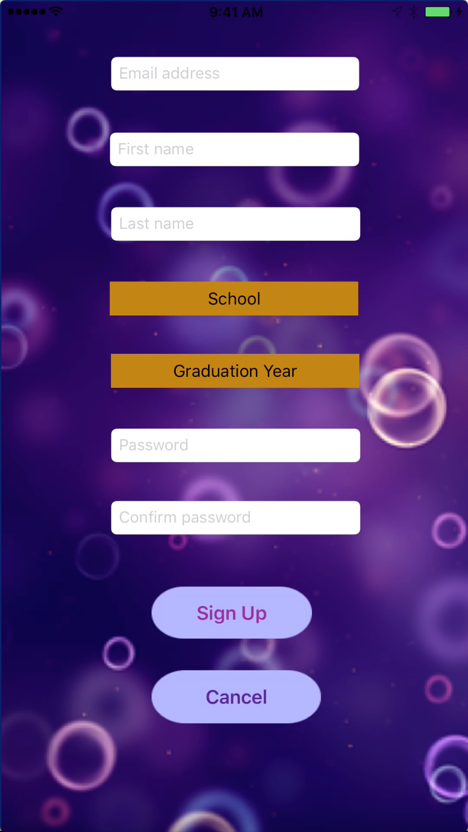 9:41 AM
Email address
First name
Last name
School
Graduation Year
Password
Confirm password
Sign Up
Cancel